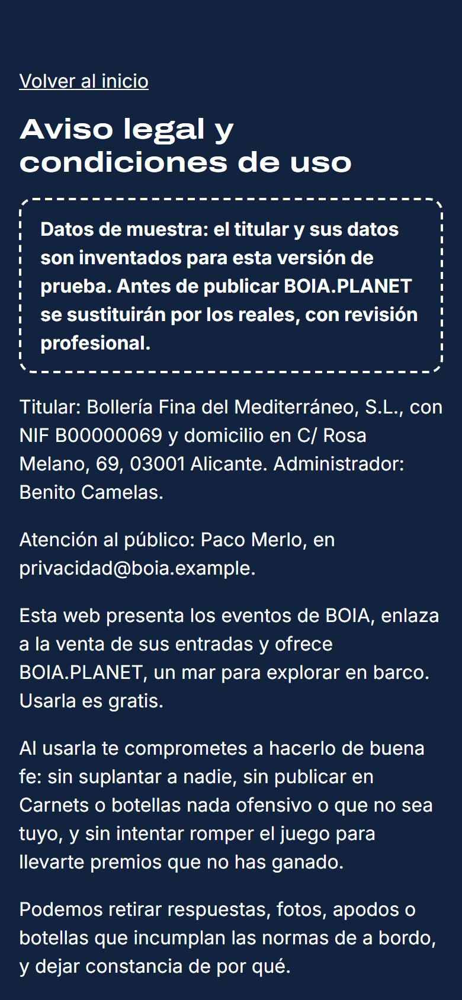 Volver al inicio
Aviso legal y
condiciones de uso
Datos de muestra: el titular y sus datos
son inventados para esta versión de
prueba. Antes de publicar BOIA.PLANET
se sustituirán por los reales, con revisión
profesional.
Titular: Bollería Fina del Mediterráneo, S.L., con
NIF B00000069 y domicilio en C/ Rosa
Melano, 69, 03001 Alicante. Administrador:
Benito Camelas.
Atención al público: Paco Merlo, en
privacidad@boia.example.
Esta web presenta los eventos de BOIA, enlaza
a la venta de sus entradas y ofrece
BOIA.PLANET, un mar para explorar en barco.
Usarla es gratis.
Al usarla te comprometes a hacerlo de buena
fe: sin suplantar a nadie, sin publicar en
Carnets o botellas nada ofensivo o que no sea
tuyo, y sin intentar romper el juego para
llevarte premios que no has ganado.
Podemos retirar respuestas, fotos, apodos o
botellas que incumplan las normas de a bordo,
y dejar constancia de por qué.